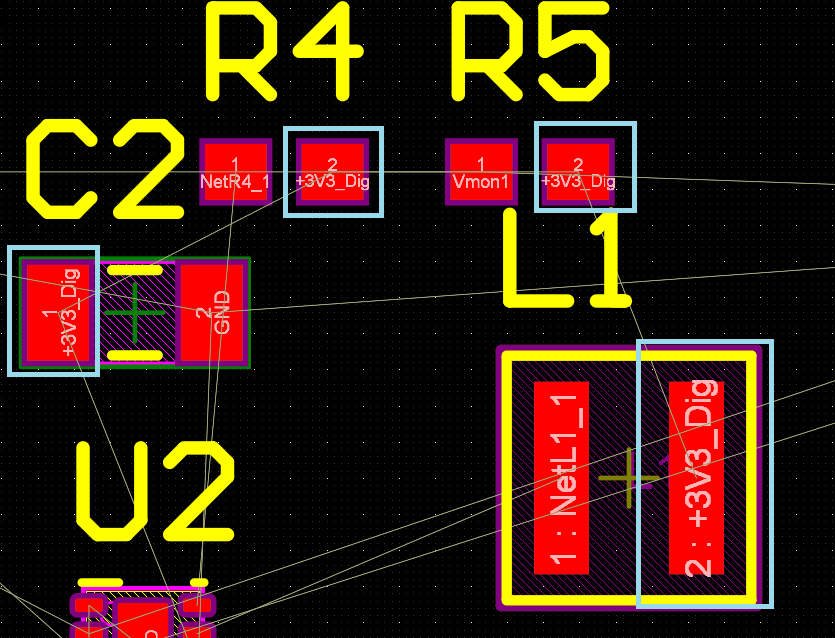 R4 R5
C2
1
NetR4_1
2
+3V3_Dig
1
Vmon1
2
+3V3_Dig
1
+3V3_Dig
2
GND
L1
1 : NetL1_1
2 : +3V3_Dig
U2